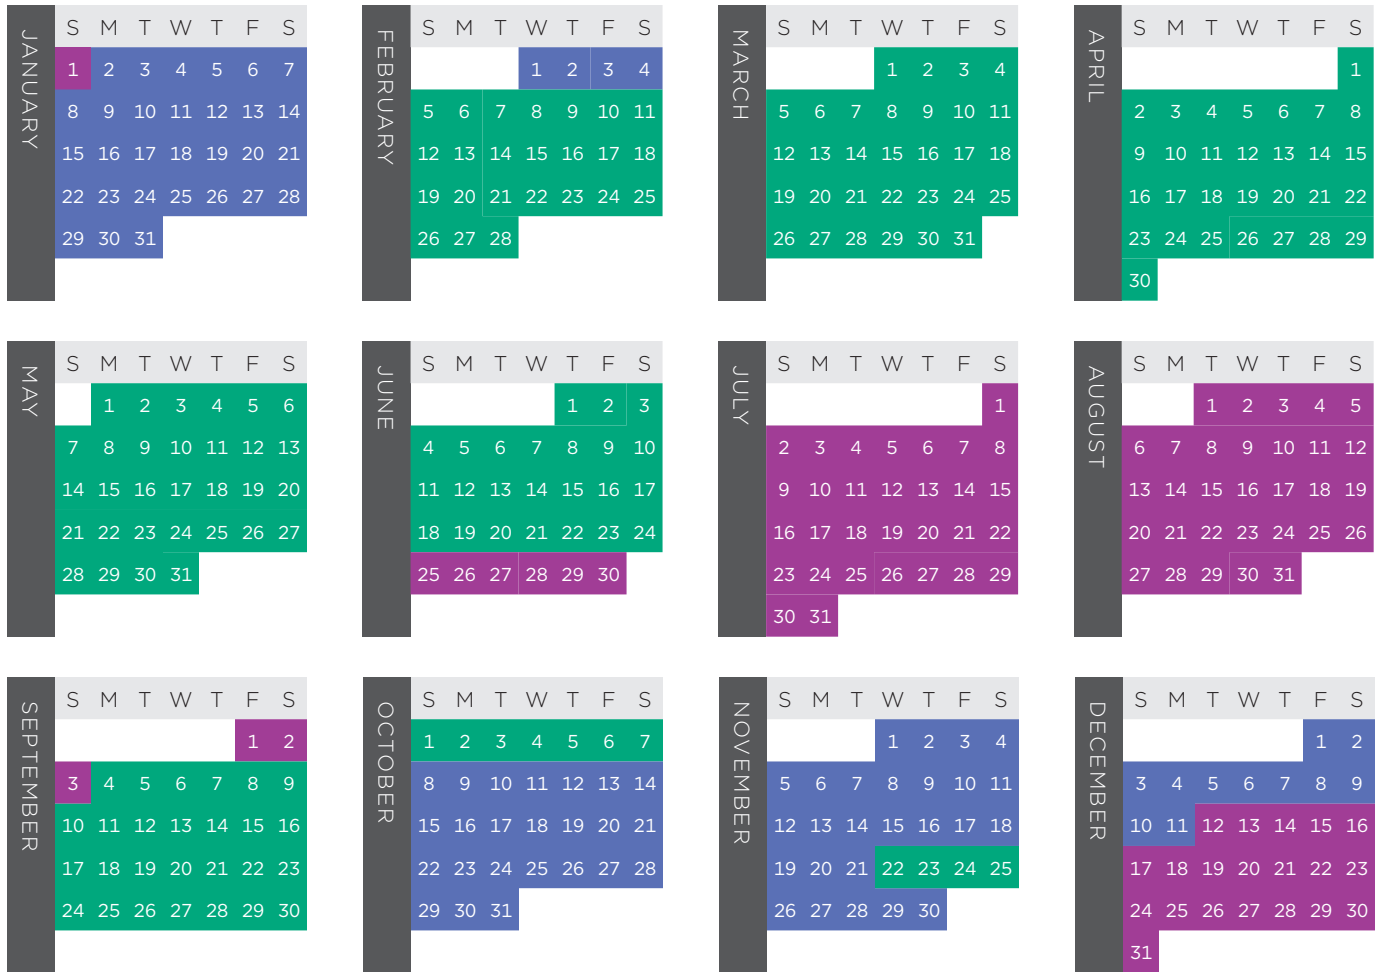 JANUARY
S M T W T F S
1 2 3 4 5 6 7
8 9 10 11 12 13 14
15 16 17 18 19 20 21
22 23 24 25 26 27 28
29 30 31
FEBRUARY
S M T W T F S
1 2 3 4
5 6 7 8 9 10 11
12 13 14 15 16 17 18
19 20 21 22 23 24 25
26 27 28
MARCH
S M T W T F S
1 2 3 4
5 6 7 8 9 10 11
12 13 14 15 16 17 18
19 20 21 22 23 24 25
26 27 28 29 30 31
APRIL
S M T W T F S
1
2 3 4 5 6 7 8
9 10 11 12 13 14 15
16 17 18 19 20 21 22
23 24 25 26 27 28 29
30
MAY
S M T W T F S
1 2 3 4 5 6
7 8 9 10 11 12 13
14 15 16 17 18 19 20
21 22 23 24 25 26 27
28 29 30 31
JUNE
S M T W T F S
1 2 3
4 5 6 7 8 9 10
11 12 13 14 15 16 17
18 19 20 21 22 23 24
25 26 27 28 29 30
JULY
S M T W T F S
1
2 3 4 5 6 7 8
9 10 11 12 13 14 15
16 17 18 19 20 21 22
23 24 25 26 27 28 29
30 31
AUGUST
S M T W T F S
1 2 3 4 5
6 7 8 9 10 11 12
13 14 15 16 17 18 19
20 21 22 23 24 25 26
27 28 29 30 31
SEPTEMBER
S M T W T F S
1 2
3 4 5 6 7 8 9
10 11 12 13 14 15 16
17 18 19 20 21 22 23
24 25 26 27 28 29 30
OCTOBER
S M T W T F S
1 2 3 4 5 6 7
8 9 10 11 12 13 14
15 16 17 18 19 20 21
22 23 24 25 26 27 28
29 30 31
NOVEMBER
S M T W T F S
1 2 3 4
5 6 7 8 9 10 11
12 13 14 15 16 17 18
19 20 21 22 23 24 25
26 27 28 29 30
DECEMBER
S M T W T F S
1 2
3 4 5 6 7 8 9
10 11 12 13 14 15 16
17 18 19 20 21 22 23
24 25 26 27 28 29 30
31